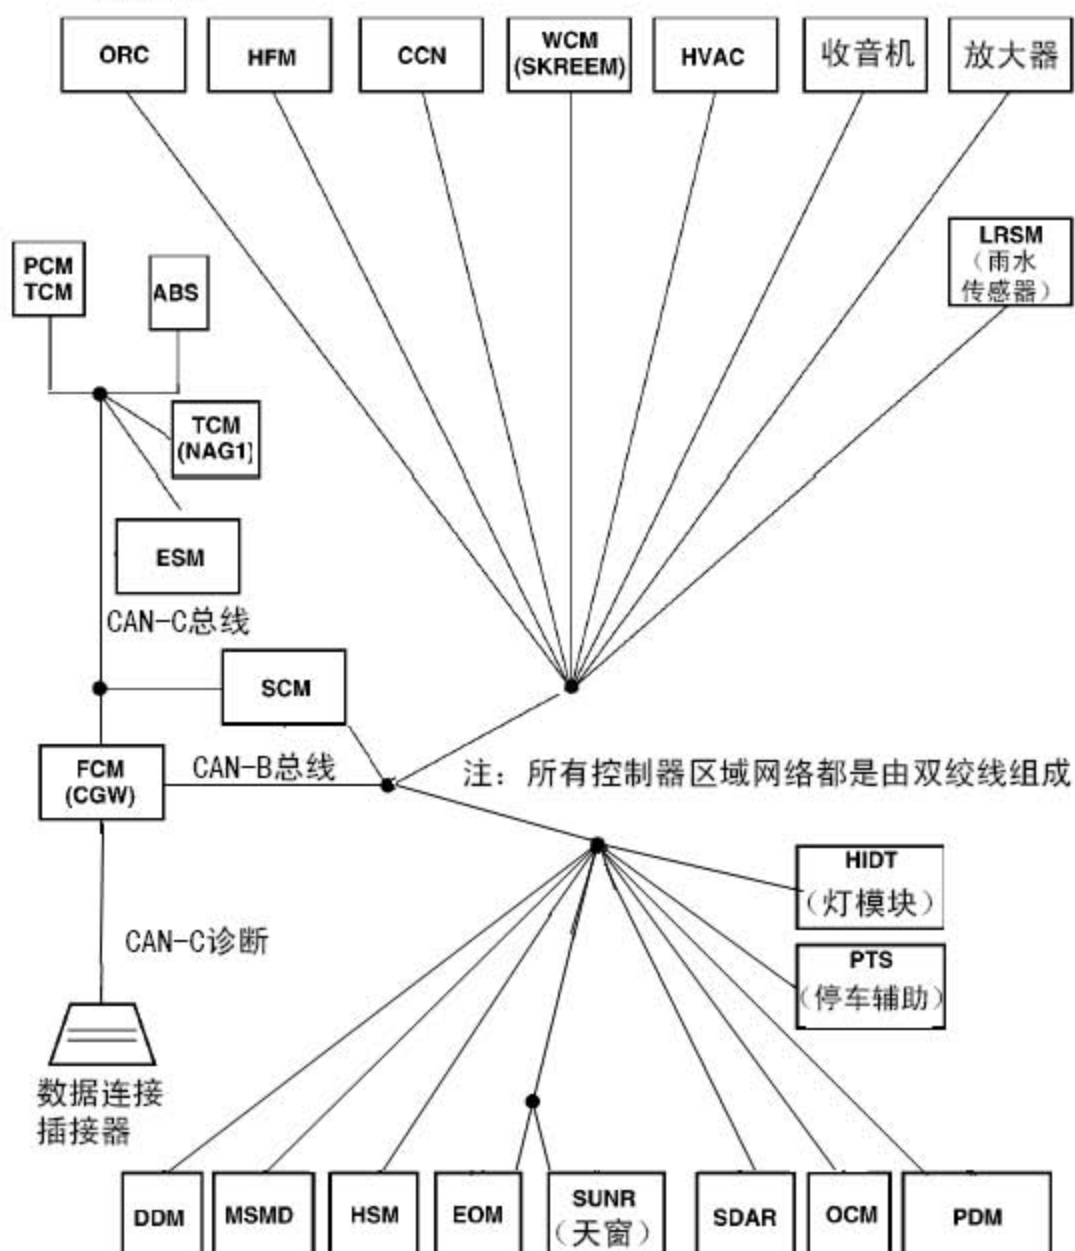 ORC
HFM
CCN
WCM
(SKREEM)
HVAC
收音机
放大器
LRSM
（雨水
传感器）
PCM
TCM
ABS
TCM
(NAG1)
ESM
CAN-C总线
SCM
FCM
(CGW)
CAN-B总线
注：所有控制器区域网络都是由双绞线组成
HIDT
（灯模块）
PTS
（停车辅助）
CAN-C诊断
数据连接
插接器
DDM
MSMD
HSM
EOM
SUNR
（天窗）
SDAR
OCM
PDM